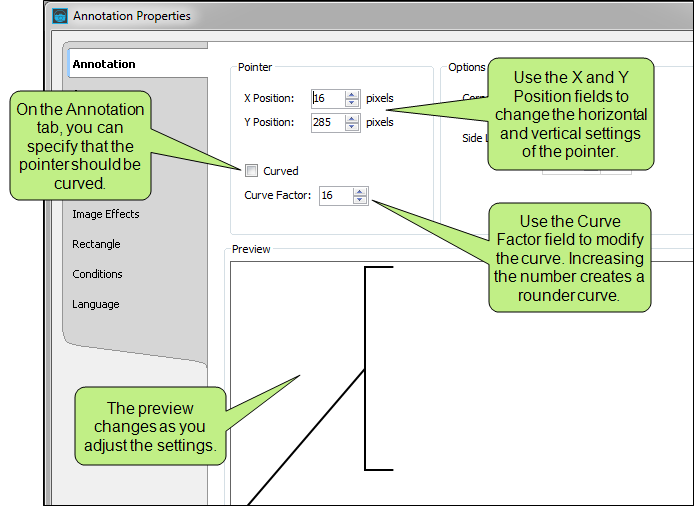 Annotation Properties
Annotation
Image Effects
Rectangle
Conditions
Language
Pointer
X Position: 16 pixels
Y Position: 285 pixels
Curved
Curve Factor: 16
Options
Side L
Preview
On the Annotation
tab, you can
specify that the
pointer should be
curved.
Use the X and Y
Position fields to
change the horizontal
and vertical settings
of the pointer.
Use the Curve
Factor field to modify
the curve. Increasing
the number creates a
rounder curve.
The preview
changes as you
adjust the settings.